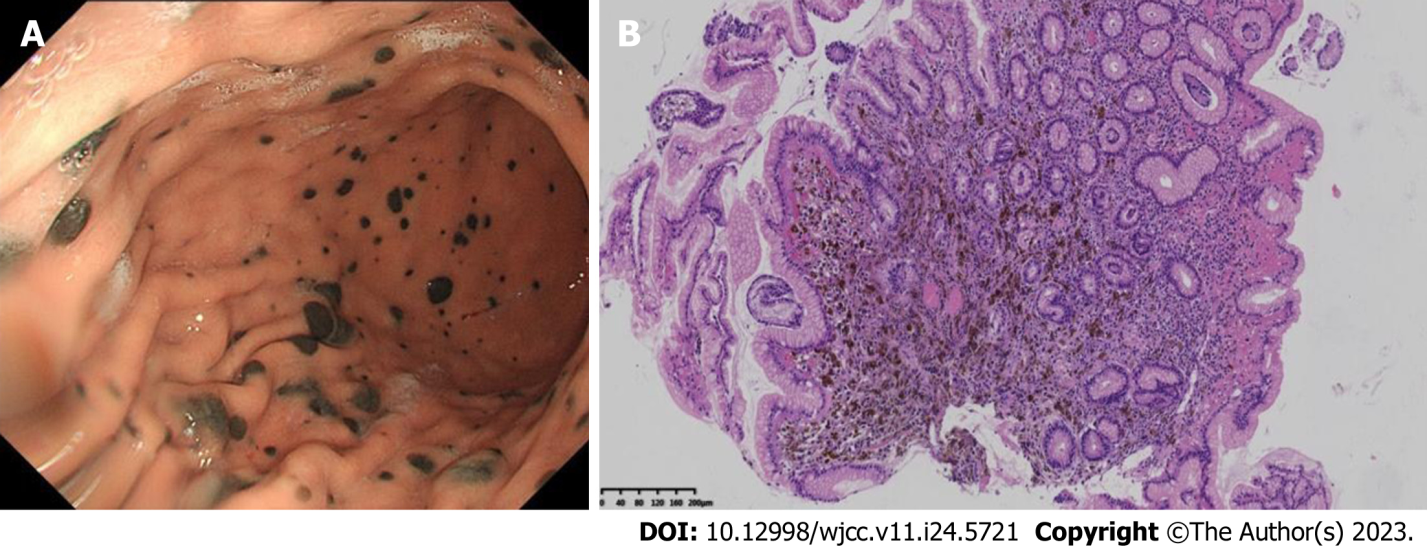 A
B
0 40 80 120 160 200μm
DOI: 10.12998/wjcc.v11.i24.5721 Copyright ©The Author(s) 2023.